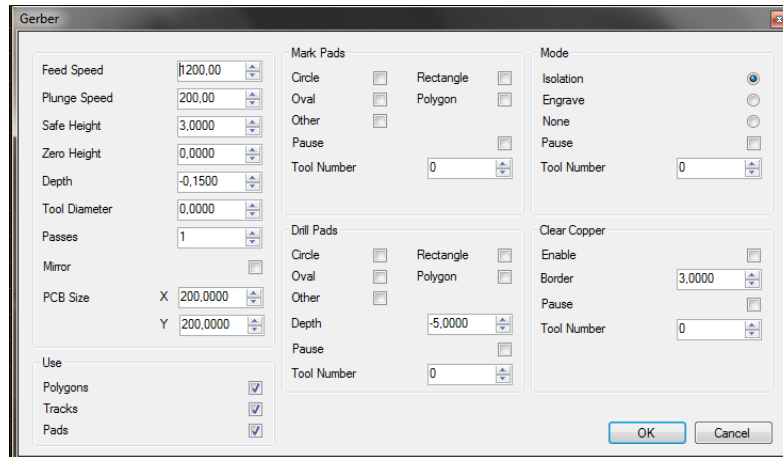 Gerber
Feed Speed 1200,00
Plunge Speed 200,00
Safe Height 3,0000
Zero Height 0,0000
Depth -0,1500
Tool Diameter 0,0000
Passes 1
Mirror
PCB Size X 200,0000
Y 200,0000
Use
Polygons
Tracks
Pads
Mark Pads
Circle Rectangle
Oval Polygon
Other
Pause
Tool Number 0
Drill Pads
Circle Rectangle
Oval Polygon
Other
Depth -5,0000
Pause
Tool Number 0
Mode
Isolation
Engrave
None
Pause
Tool Number 0
Clear Copper
Enable
Border 3,0000
Pause
Tool Number 0
OK Cancel